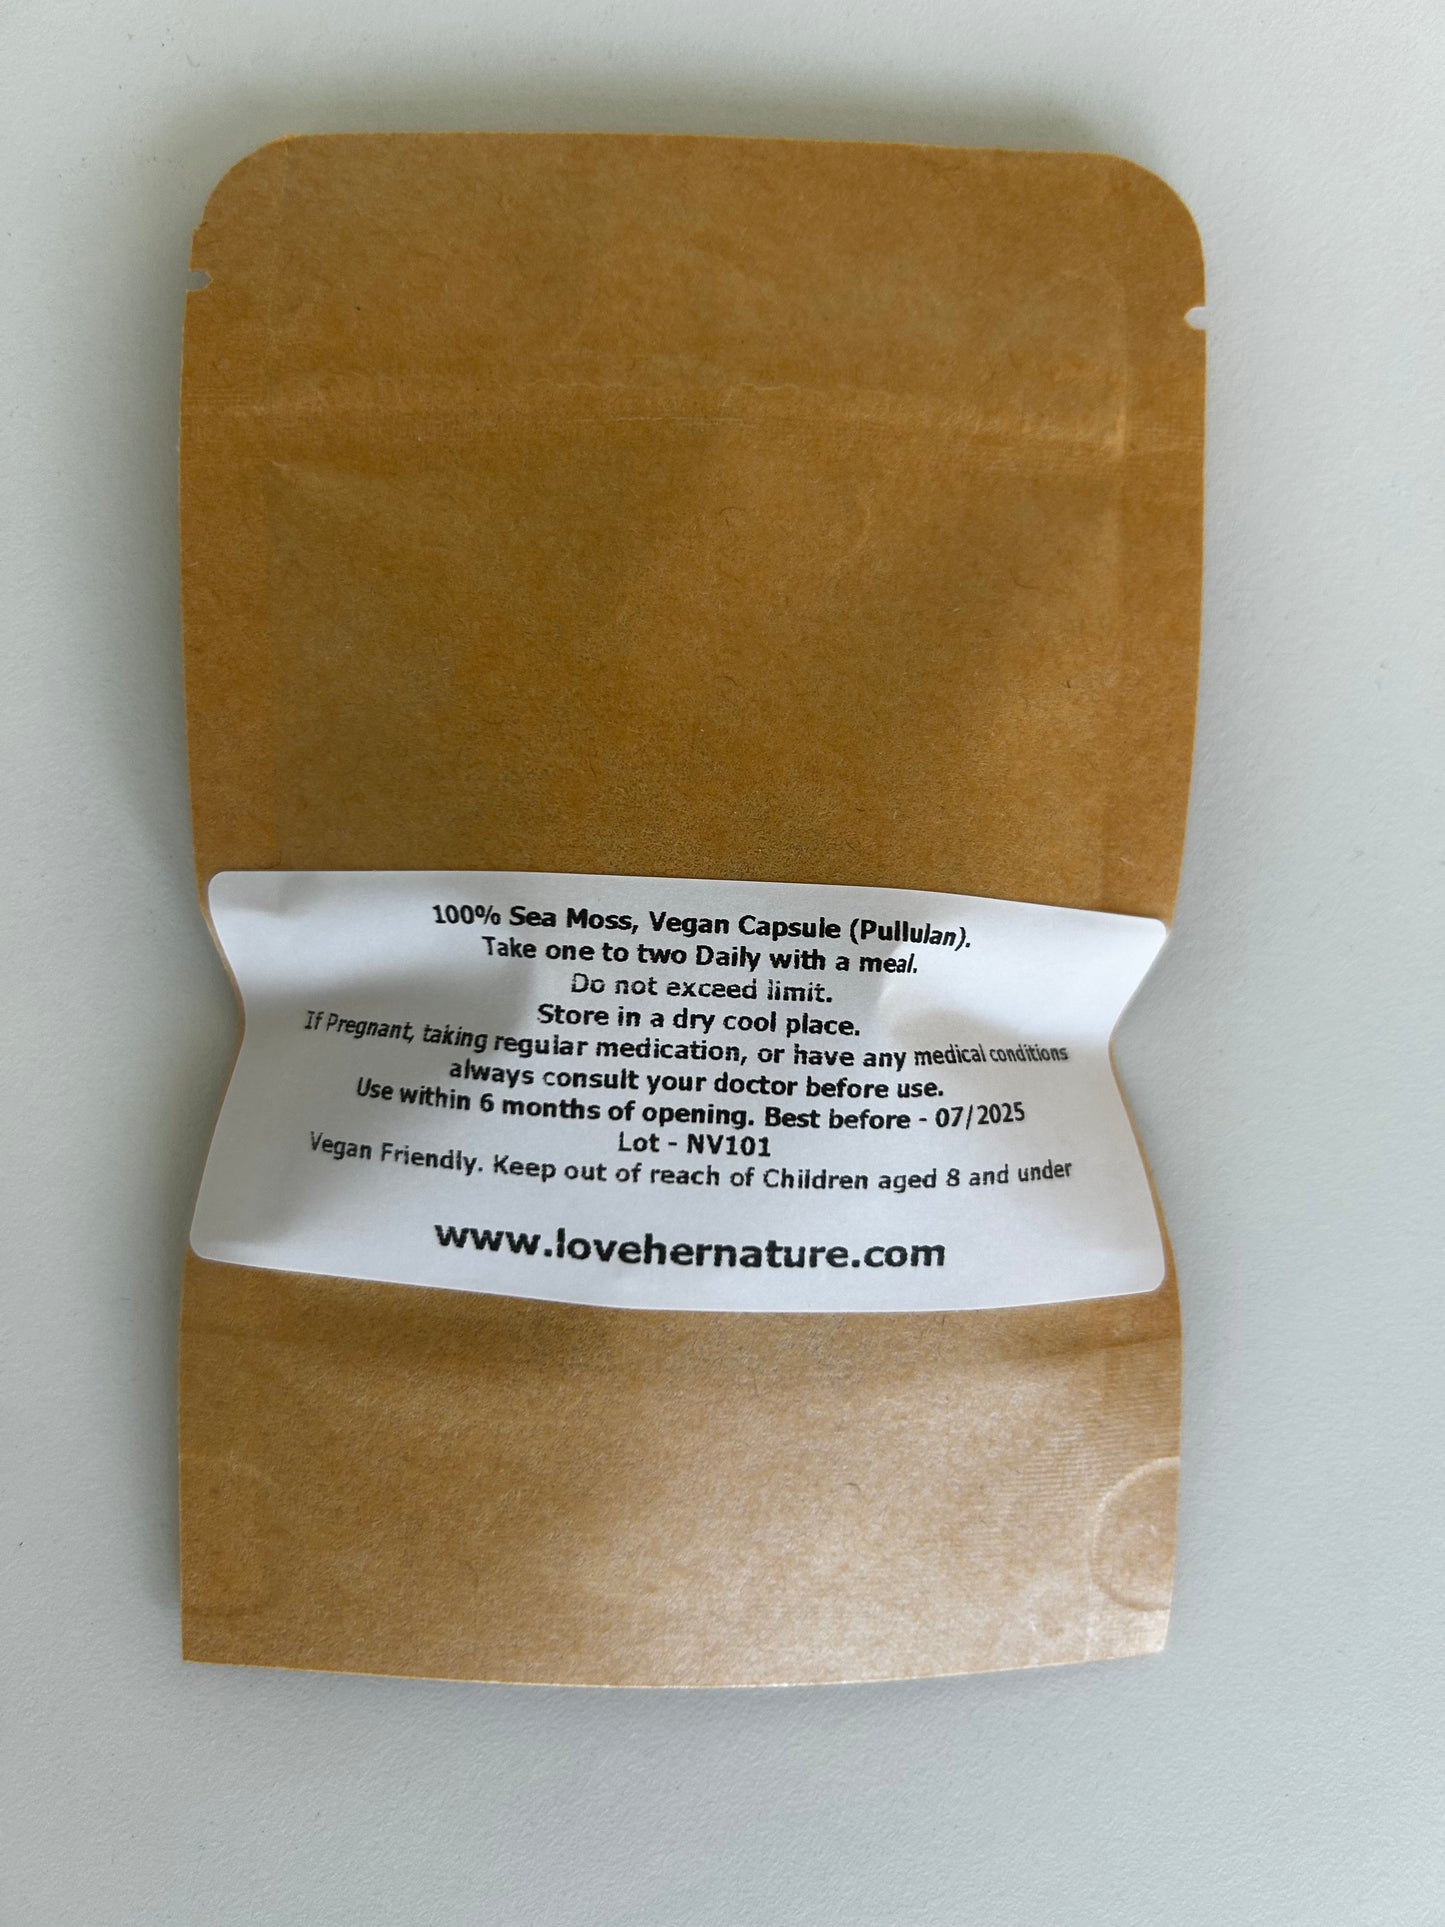 100% Sea Moss, Vegan Capsule (Pullulan).
Take one to two Daily with a meal.
Do not exceed limit.
Store in a dry cool place.
If Pregnant, taking regular medication, or have any medical conditions
always consult your doctor before use.
Use within 6 months of opening. Best before - 07/2025
Lot - NV101
Vegan Friendly. Keep out of reach of Children aged 8 and under
www.lovehernature.com